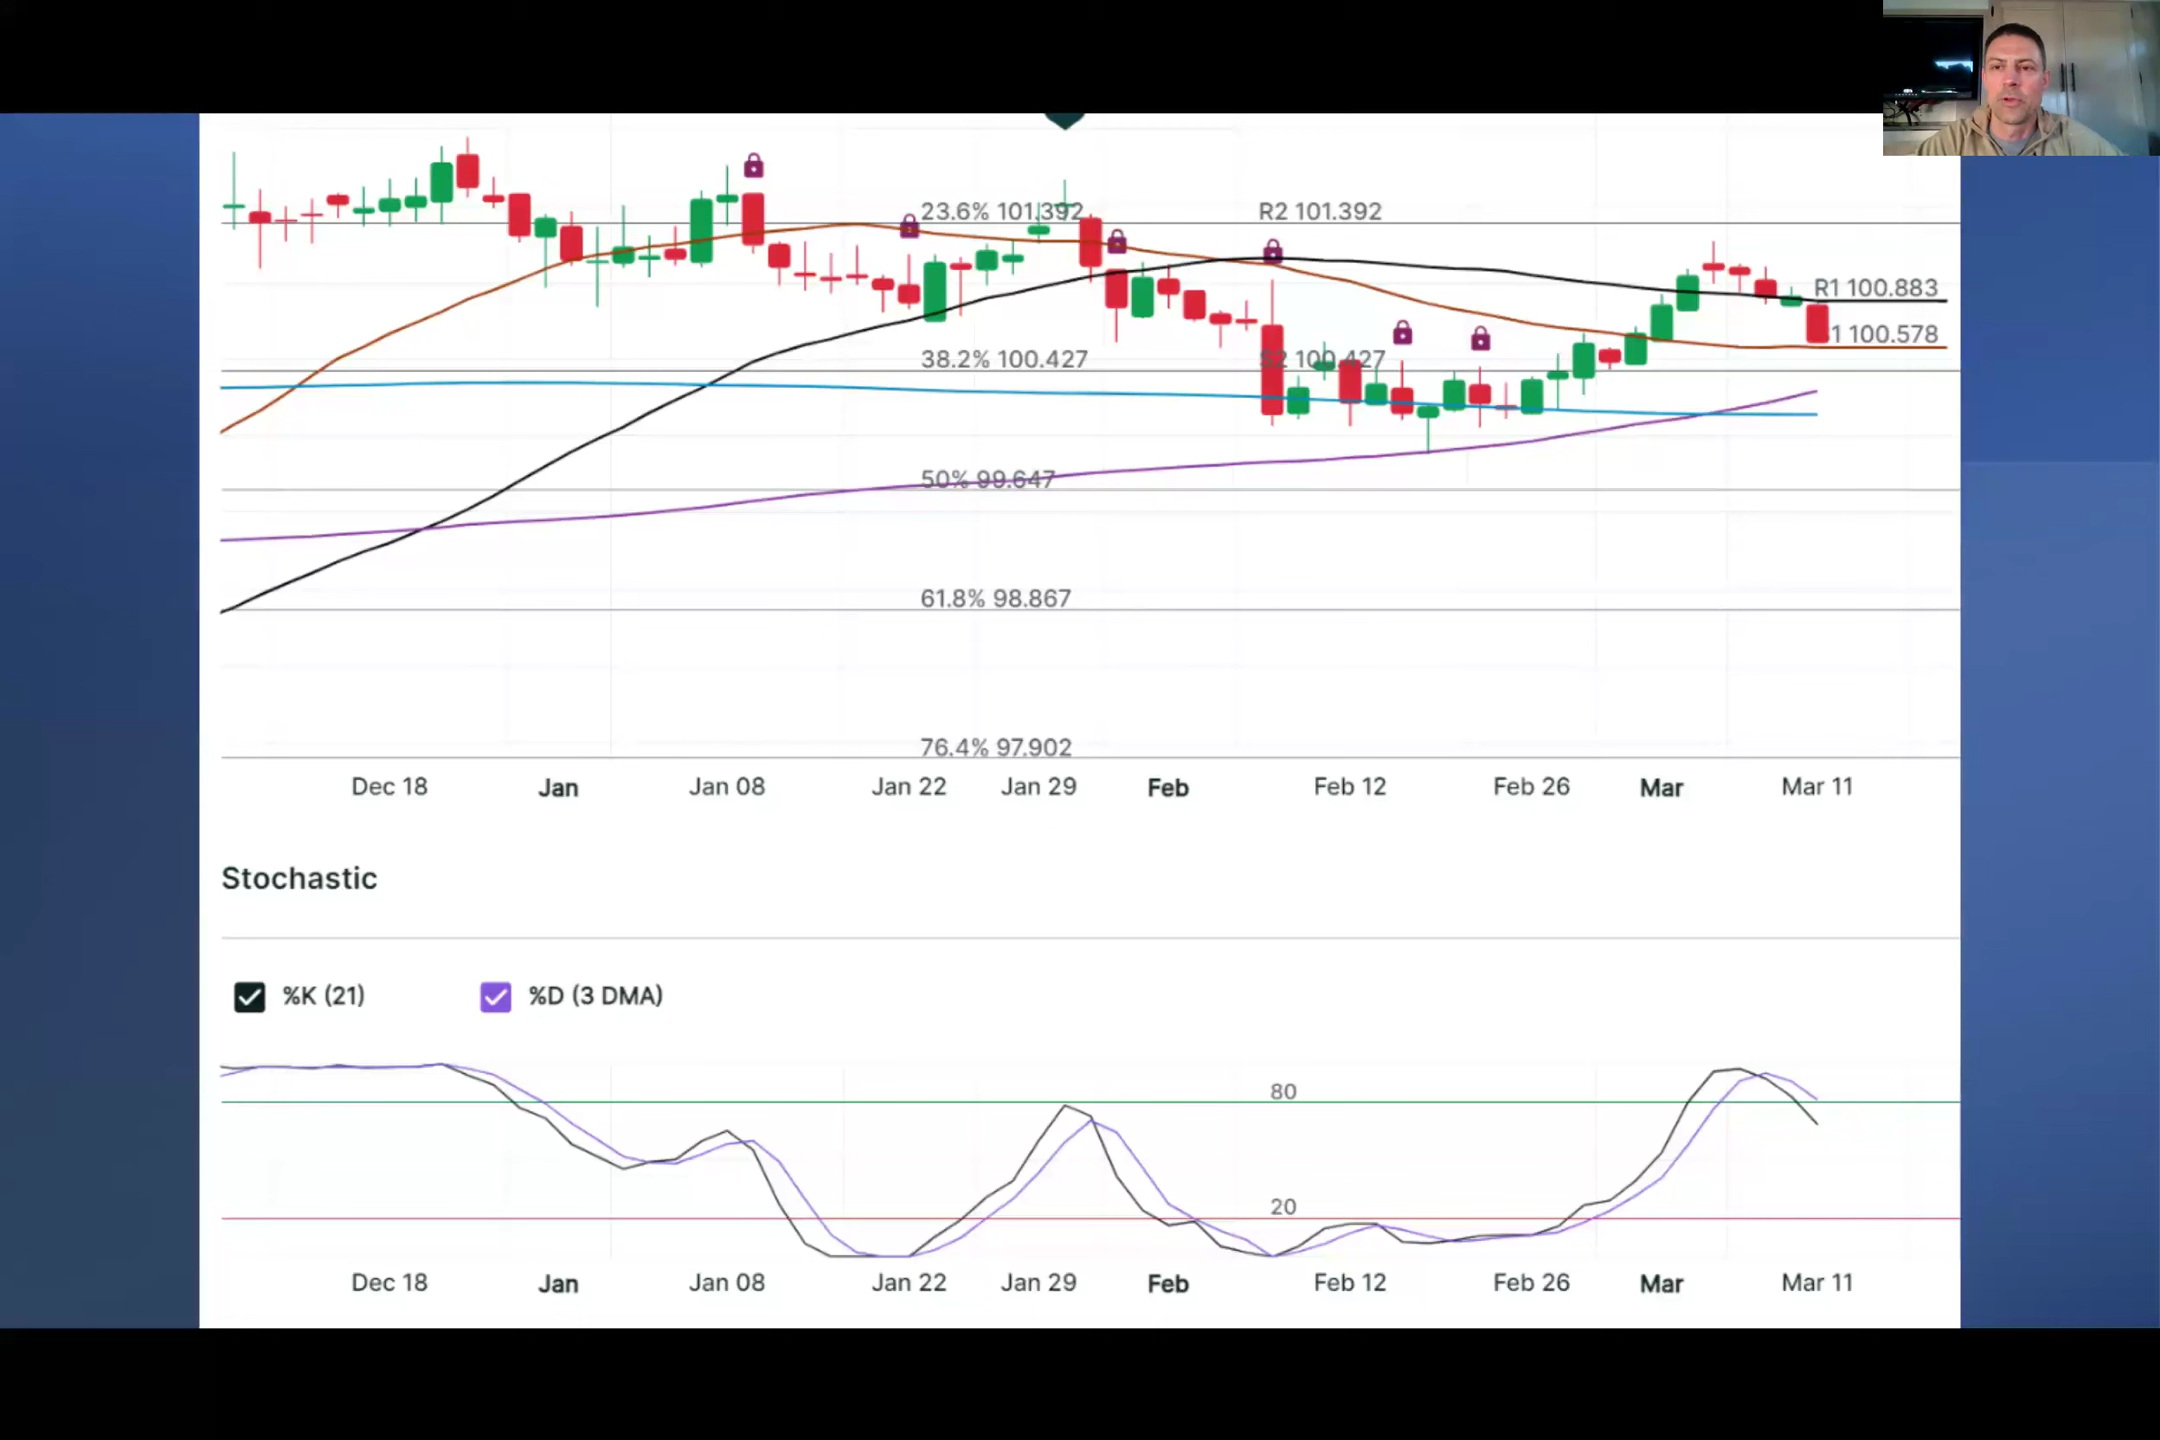 23.6% 101.392
R2 101.392
R1 100.883
1 100.578
38.2% 100.427
S2 100.427
50% 99.647
61.8% 98.867
76.4% 97.902
Dec 18 Jan Jan 08 Jan 22 Jan 29 Feb Feb 12 Feb 26 Mar Mar 11
Stochastic
%K (21) %D (3 DMA)
80
20
Dec 18 Jan Jan 08 Jan 22 Jan 29 Feb Feb 12 Feb 26 Mar Mar 11